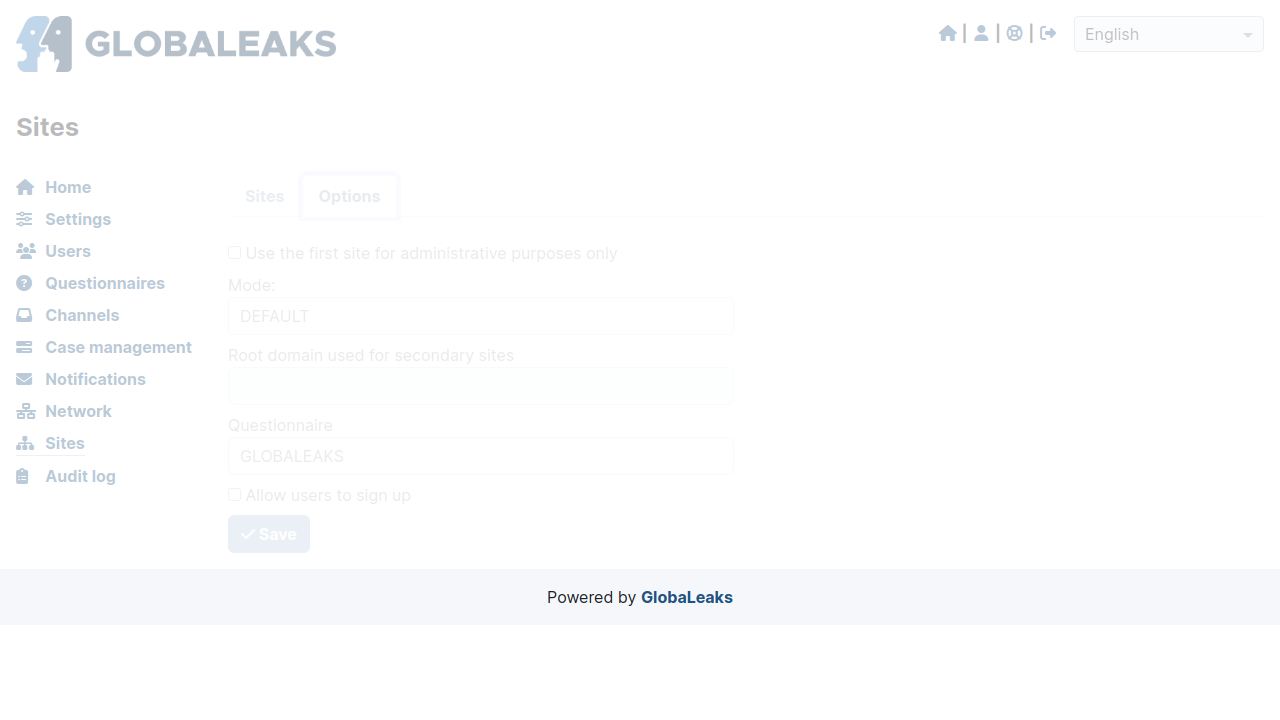 GLOBALEAKS
English
Sites
Home
Settings
Users
Questionnaires
Channels
Case management
Notifications
Network
Sites
Audit log
Sites
Options
Use the first site for administrative purposes only
Mode:
DEFAULT
Root domain used for secondary sites
Questionnaire
GLOBALEAKS
Allow users to sign up
Save
Powered by GlobaLeaks